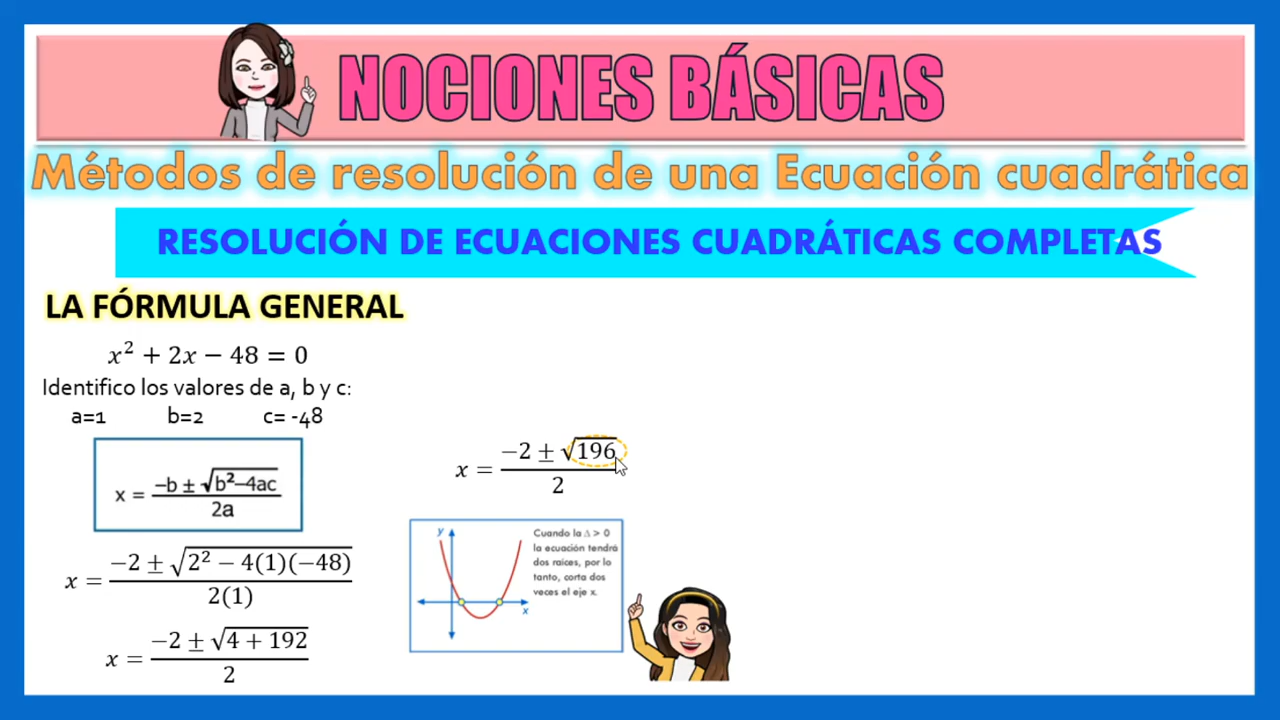 NOCIONES BÁSICAS
Métodos de resolución de una Ecuación cuadrática
RESOLUCIÓN DE ECUACIONES CUADRÁTICAS COMPLETAS
LA FÓRMULA GENERAL
x² + 2x − 48 = 0
Identifico los valores de a, b y c:
a=1 b=2 c= -48
x = (−b ± √(b²−4ac)) / 2a
x = (−2 ± √(2² − 4(1)(−48))) / 2(1)
x = (−2 ± √(4 + 192)) / 2
x = (−2 ± √196) / 2
y
x
Cuando la Δ > 0
la ecuación tendrá
dos raíces, por lo
tanto, corta dos
veces el eje x.